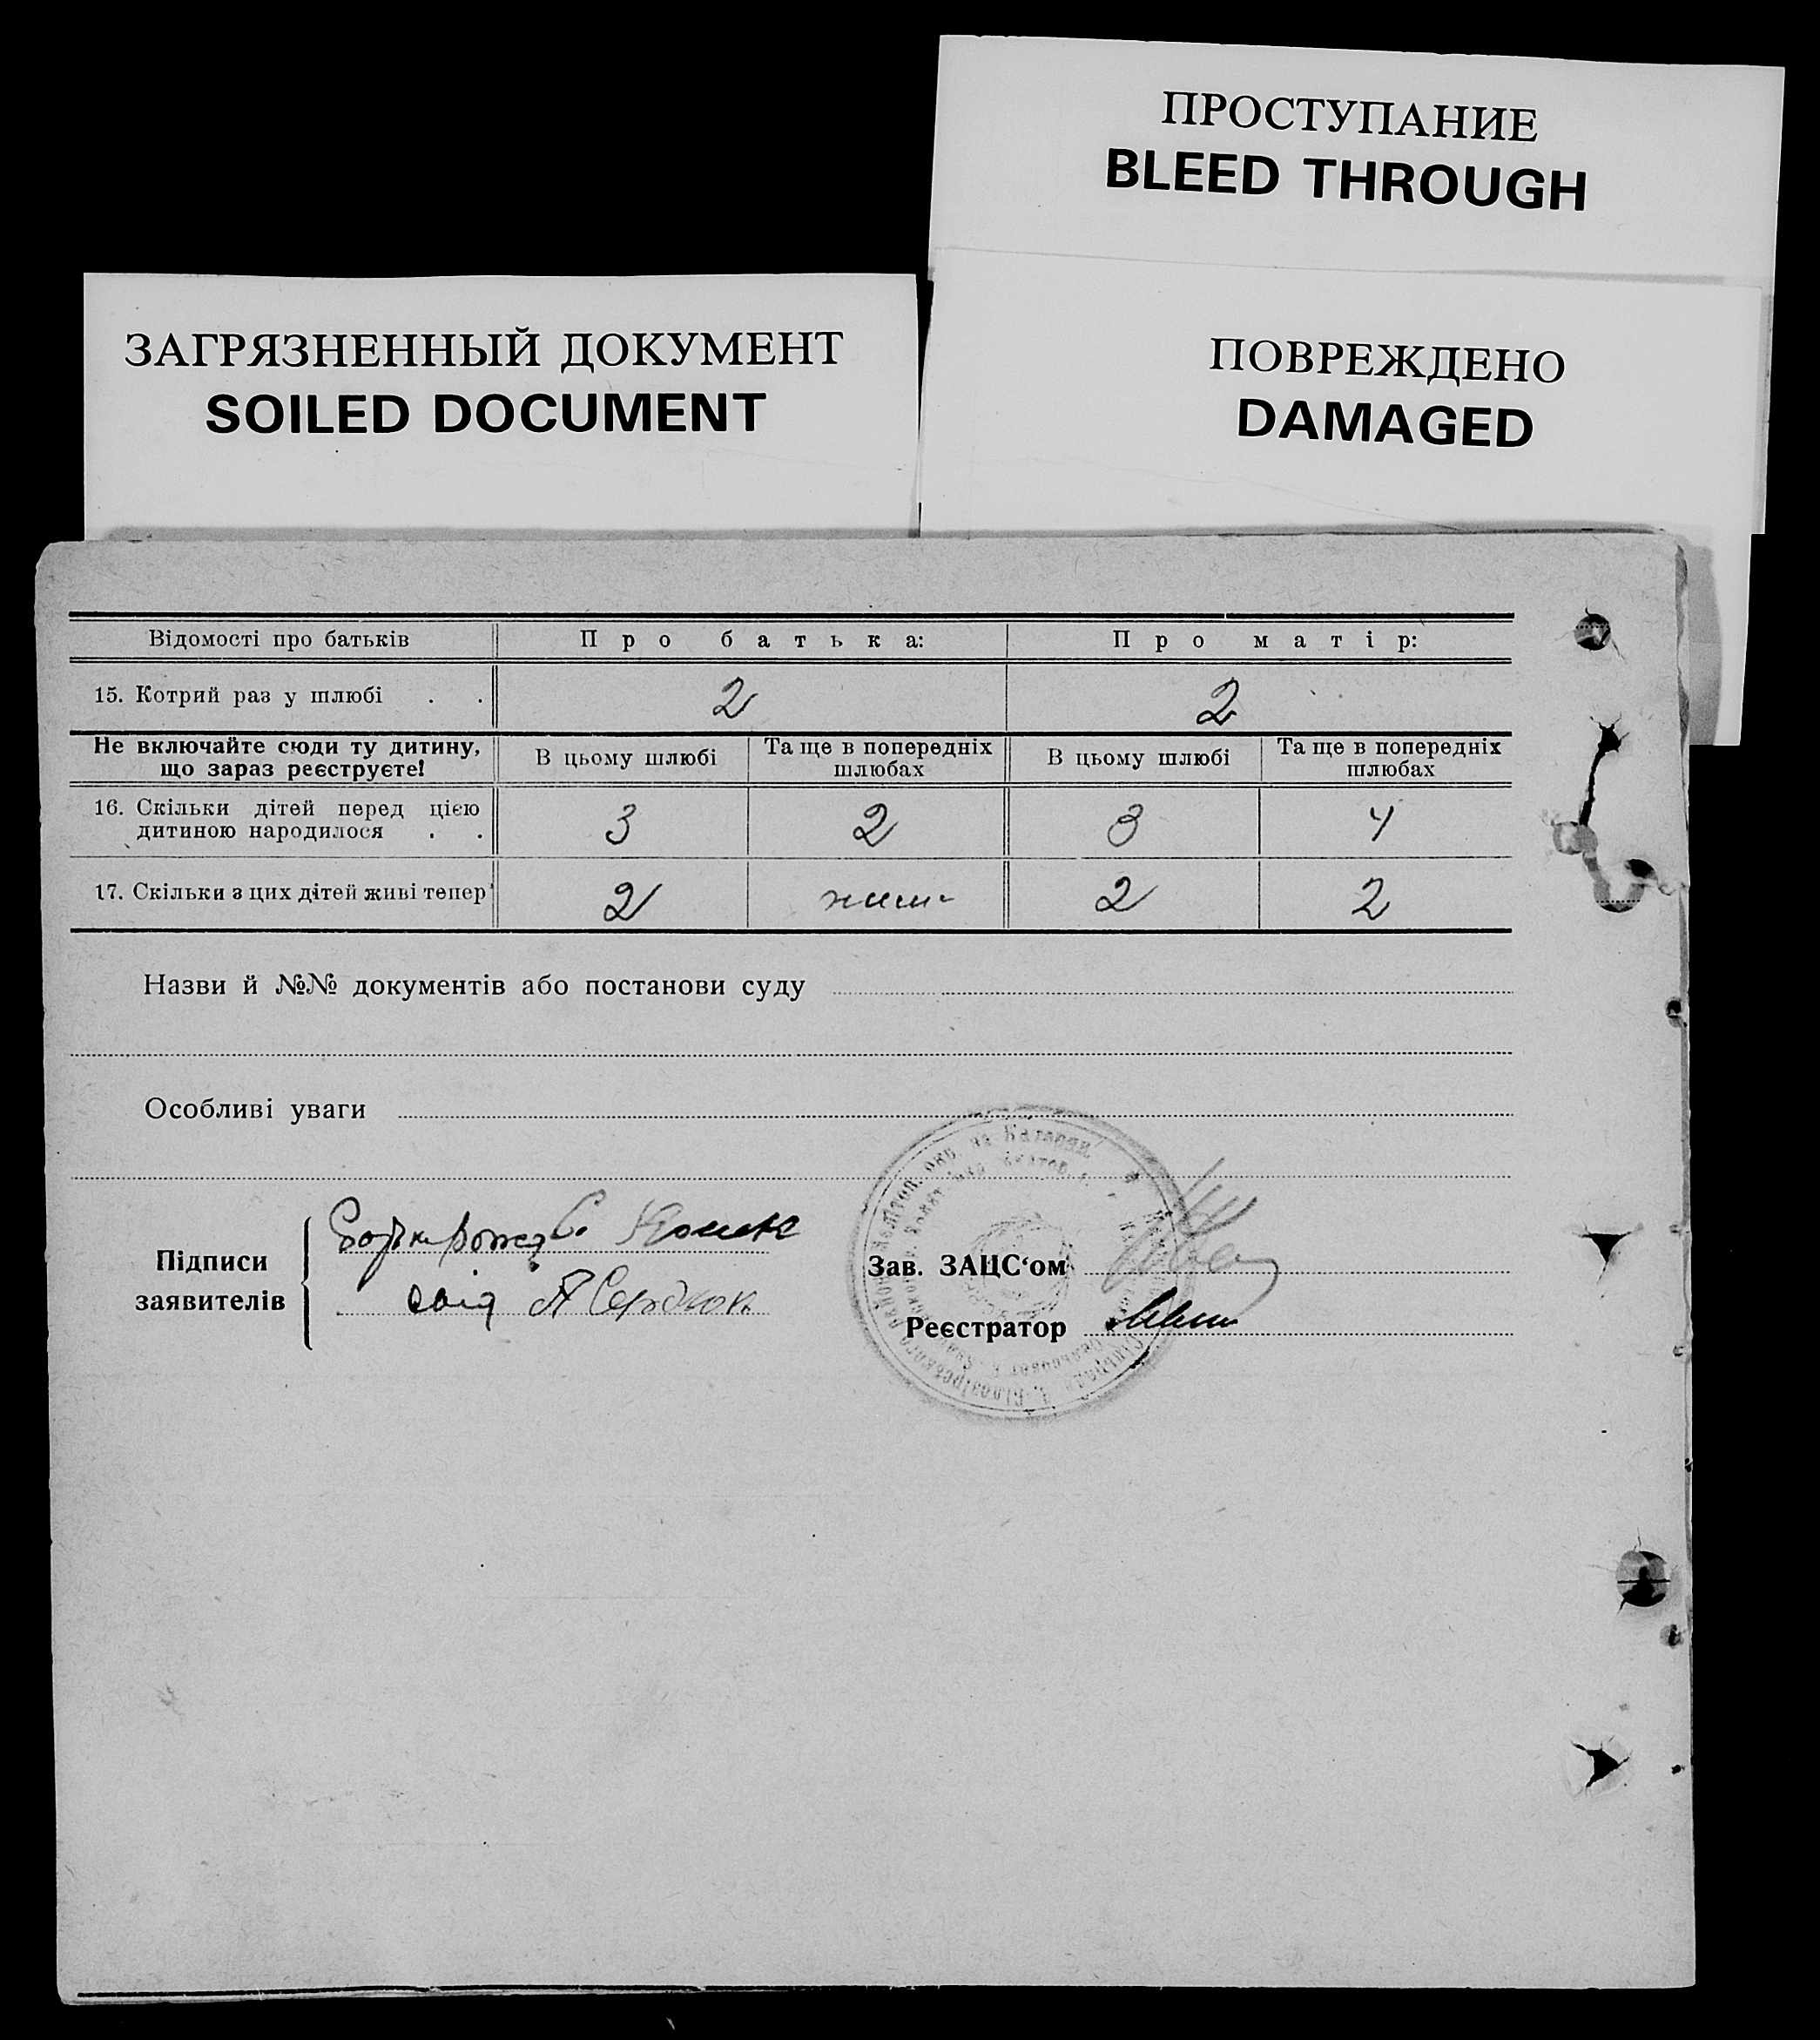 ПРОСТУПАНИЕ
BLEED THROUGH
ЗАГРЯЗНЕННЫЙ ДОКУМЕНТ
SOILED DOCUMENT
ПОВРЕЖДЕНО
DAMAGED
Відомості про батьків Про батька: Про матір:
15. Котрий раз у шлюбі . . 2 2
Не включайте сюди ту дитину,
що зараз реєструєте!
В цьому шлюбі
Та ще в попередніх
шлюбах
В цьому шлюбі
Та ще в попередніх
шлюбах
16. Скільки дітей перед цією
дитиною народилося . . 3 2 3 4
17. Скільки з цих дітей живі тепер 2 2 2
Назви й №№ документів або постанови суду
Особливі уваги
Підписи
заявителів
Зав. ЗАЦС‘ом
Реєстратор